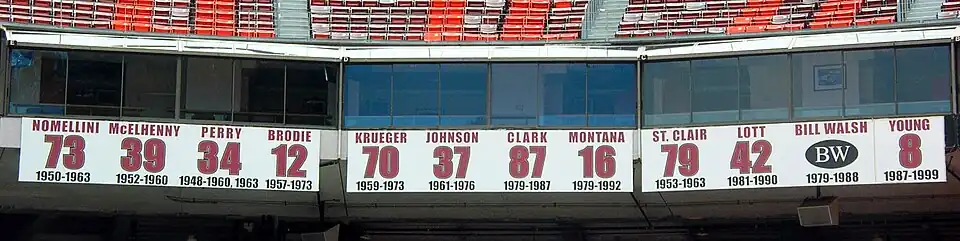 NOMELLINI McELHENNY PERRY BRODIE
73 39 34 12
1950-1963 1952-1960 1948-1960, 1963 1957-1973
KRUEGER JOHNSON CLARK MONTANA
70 37 87 16
1959-1973 1961-1976 1979-1987 1979-1992
ST. CLAIR LOTT BILL WALSH YOUNG
79 42 BW 8
1953-1963 1981-1990 1979-1988 1987-1999